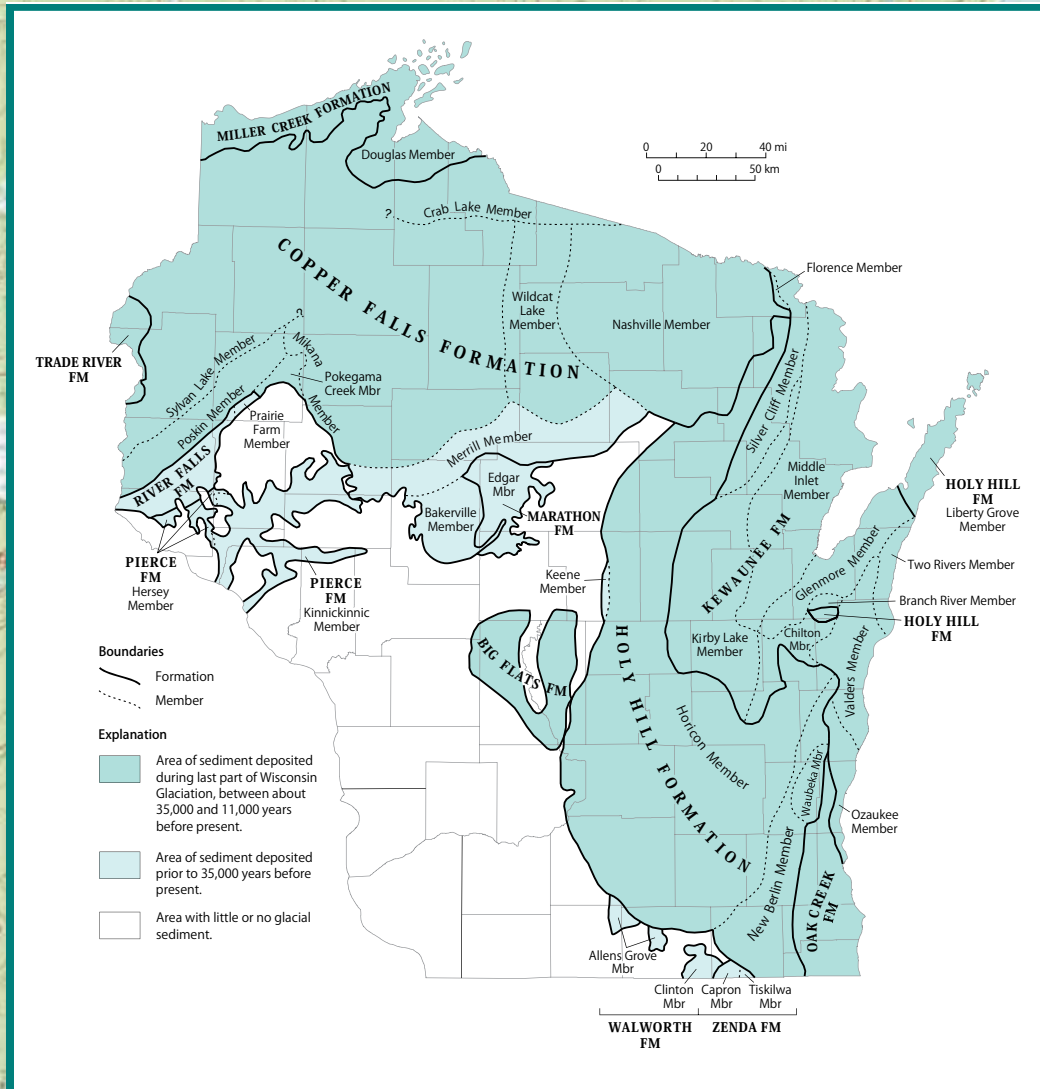 MILLER CREEK FORMATION
Douglas Member
0 20 40 mi
0 50 km
?
Crab Lake Member
COPPER FALLS FORMATION
Florence Member
Wildcat
Lake
Member
Nashville Member
?
TRADE RIVER
FM
Sylvan Lake Member
Mikana
Member
Pokegama
Creek Mbr
Poskin Member
Prairie
Farm
Member
Silver Cliff Member
Merrill Member
RIVER FALLS
FM
Edgar
Mbr
Bakerville
Member
MARATHON
FM
Middle
Inlet
Member
HOLY HILL
FM
Liberty Grove
Member
PIERCE
FM
Hersey
Member
PIERCE
FM
Kinnickinnic
Member
Keene
Member
KEWAUNEE FM
Glenmore Member
Two Rivers Member
Branch River Member
HOLY HILL
FM
Kirby Lake
Member
Chilton
Mbr
Valders Member
BIG FLATS FM
HOLY HILL FORMATION
Horicon Member
Waubeka Mbr
Ozaukee
Member
New Berlin Member
OAK CREEK
FM
Allens Grove
Mbr
Clinton
Mbr
Capron
Mbr
Tiskilwa
Mbr
WALWORTH
FM
ZENDA FM
Boundaries
Formation
Member
Explanation
Area of sediment deposited
during last part of Wisconsin
Glaciation, between about
35,000 and 11,000 years
before present.
Area of sediment deposited
prior to 35,000 years before
present.
Area with little or no glacial
sediment.